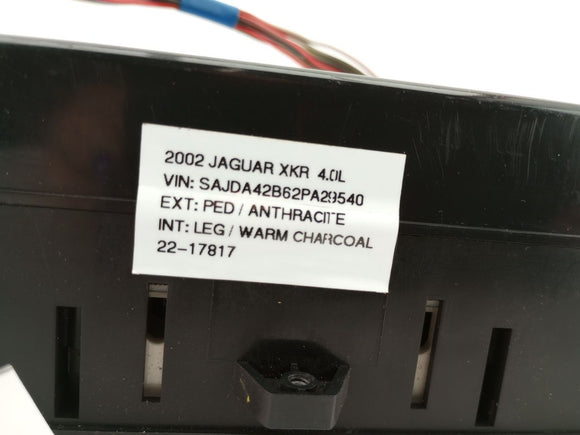 2002 JAGUAR XKR 4.0L
VIN: SAJDA42B62PA29540
EXT: PED / ANTHRACITE
INT: LEG / WARM CHARCOAL
22-17817